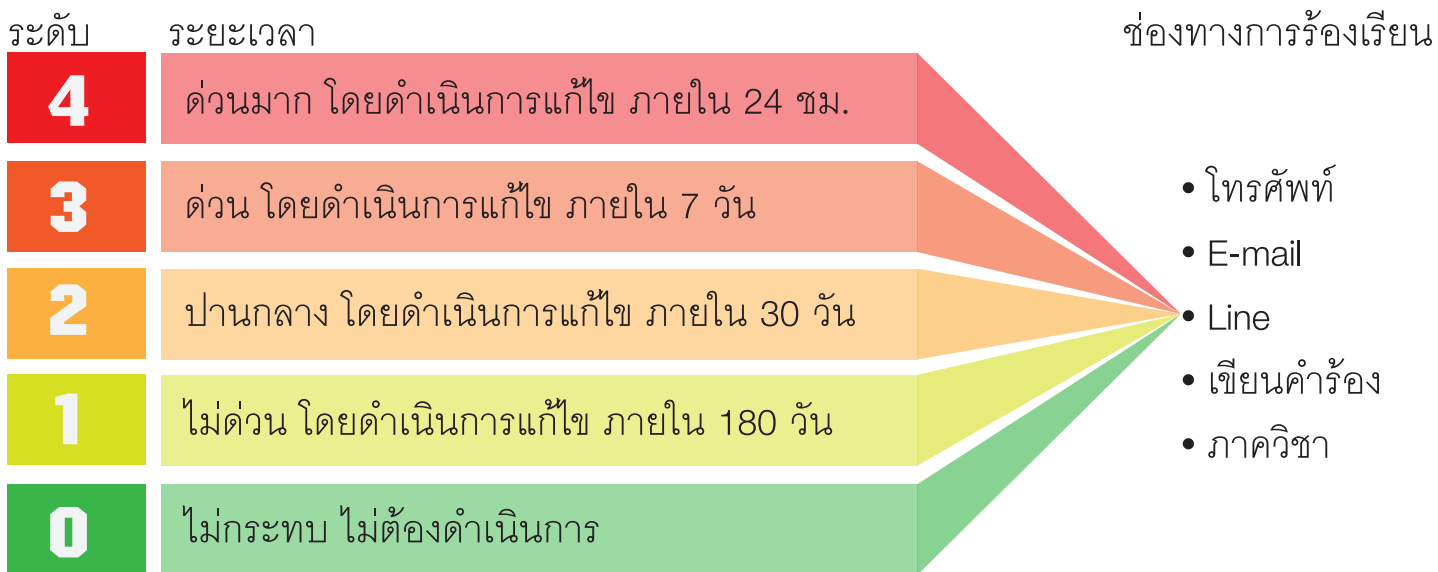 ระดับ ระยะเวลา ช่องทางการร้องเรียน
4 ด่วนมาก โดยดำเนินการแก้ไข ภายใน 24 ชม.
3 ด่วน โดยดำเนินการแก้ไข ภายใน 7 วัน
2 ปานกลาง โดยดำเนินการแก้ไข ภายใน 30 วัน
1 ไม่ด่วน โดยดำเนินการแก้ไข ภายใน 180 วัน
0 ไม่กระทบ ไม่ต้องดำเนินการ
• โทรศัพท์
• E-mail
• Line
• เขียนคำร้อง
• ภาควิชา